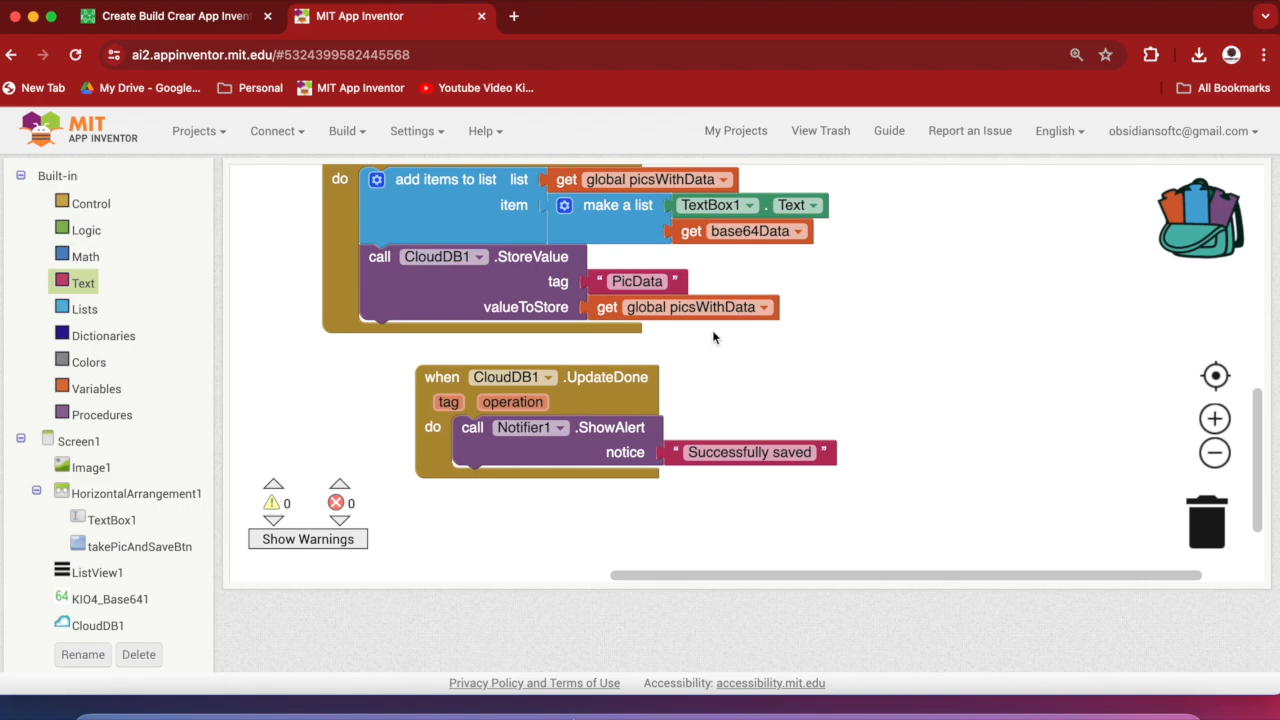 Create Build Crear App Inven
MIT App Inventor
ai2.appinventor.mit.edu/#5324399582445568
New Tab
My Drive - Google...
Personal
MIT App Inventor
Youtube Video Ki...
All Bookmarks
MIT
APP INVENTOR
Projects
Connect
Build
Settings
Help
My Projects
View Trash
Guide
Report an Issue
English
obsidiansoftc@gmail.com
Built-in
Control
Logic
Math
Text
Lists
Dictionaries
Colors
Variables
Procedures
Screen1
Image1
HorizontalArrangement1
TextBox1
takePicAndSaveBtn
ListView1
64 KIO4_Base641
CloudDB1
Rename Delete
do add items to list list get global picsWithData
item make a list TextBox1 . Text
get base64Data
call CloudDB1 .StoreValue
tag " PicData "
valueToStore get global picsWithData
when CloudDB1 .UpdateDone
tag operation
do call Notifier1 .ShowAlert
notice " Successfully saved "
0 0
Show Warnings
Privacy Policy and Terms of Use Accessibility: accessibility.mit.edu